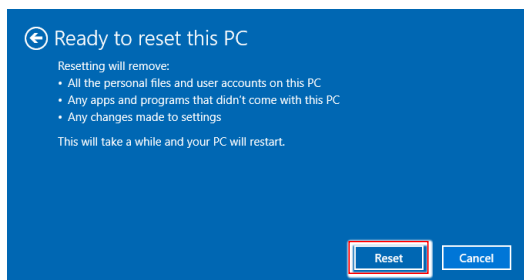 Ready to reset this PC
Resetting will remove:
• All the personal files and user accounts on this PC
• Any apps and programs that didn't come with this PC
• Any changes made to settings
This will take a while and your PC will restart.
Reset Cancel